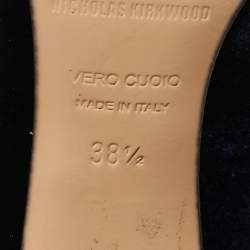 NICHOLAS KIRKWOOD
VERO CUOIO
MADE IN ITALY
38½